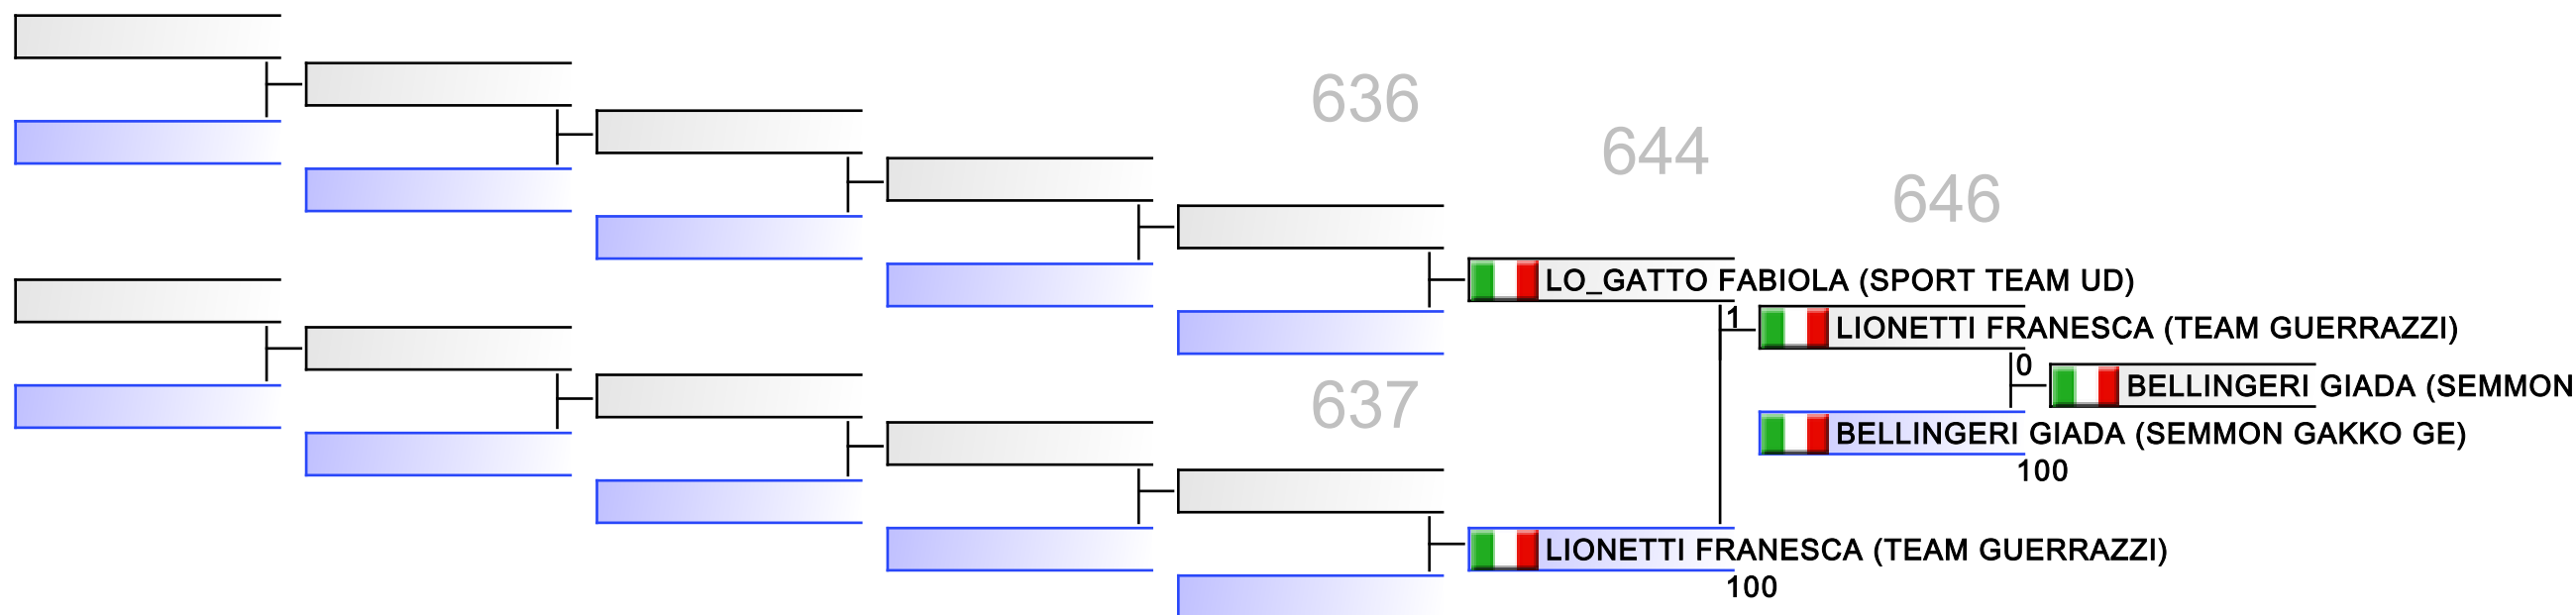 636
644
646
LO_GATTO FABIOLA (SPORT TEAM UD)
1
LIONETTI FRANESCA (TEAM GUERRAZZI)
0
BELLINGERI GIADA (SEMMON
637
BELLINGERI GIADA (SEMMON GAKKO GE)
100
LIONETTI FRANESCA (TEAM GUERRAZZI)
100